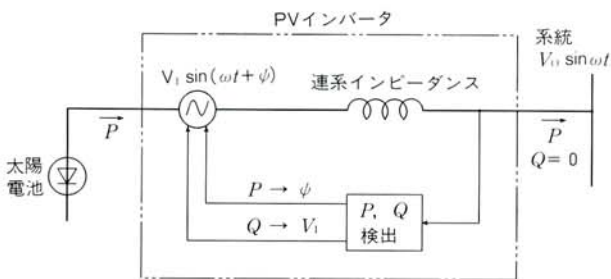 PVインバータ
系統
V₀ sin ωt
V₁ sin(ωt+ψ)
連系インピーダンス
P
P
Q=0
太陽
電池
P → ψ
Q → V₁
P, Q
検出